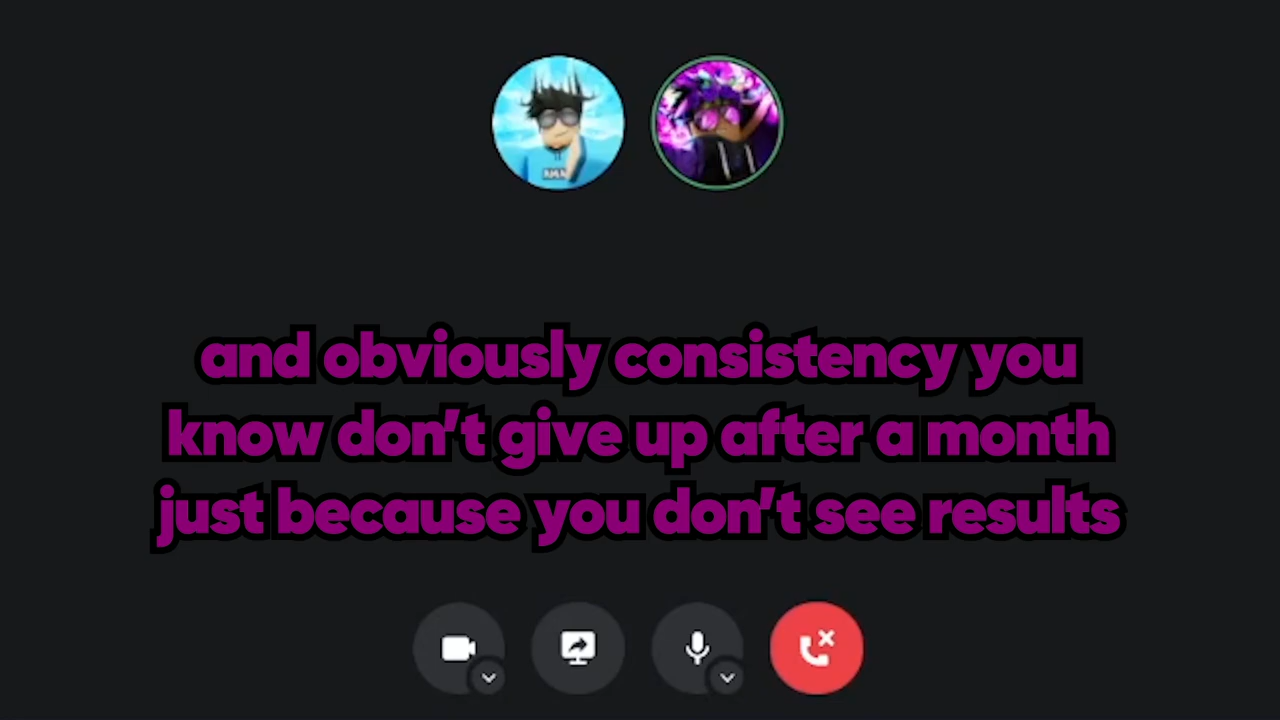 and obviously consistency you
know don't give up after a month
just because you don't see results